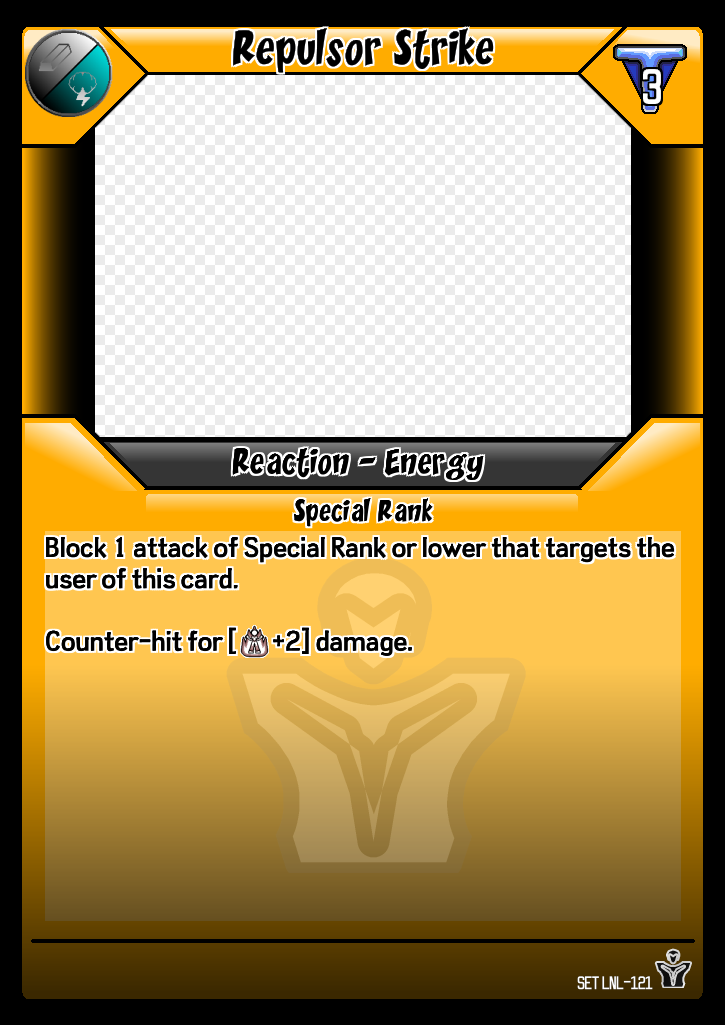 Repulsor Strike
3
Reaction - Energy
Special Rank
Block 1 attack of Special Rank or lower that targets the
user of this card.
Counter-hit for [ +2] damage.
SET LNL-121